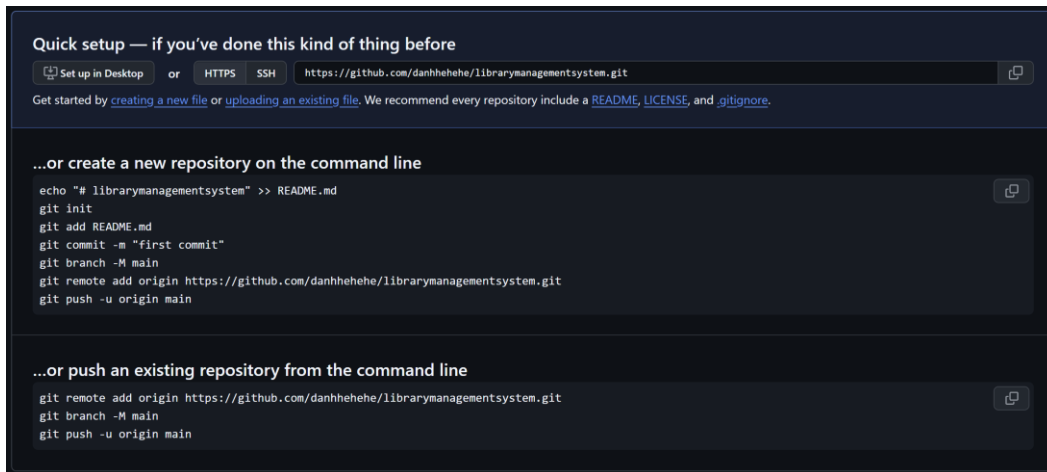 Quick setup — if you've done this kind of thing before
Set up in Desktop or HTTPS SSH https://github.com/danhhehehe/librarymanagementsystem.git
Get started by creating a new file or uploading an existing file. We recommend every repository include a README, LICENSE, and .gitignore.
...or create a new repository on the command line
echo "# librarymanagementsystem" >> README.md
git init
git add README.md
git commit -m "first commit"
git branch -M main
git remote add origin https://github.com/danhhehehe/librarymanagementsystem.git
git push -u origin main
...or push an existing repository from the command line
git remote add origin https://github.com/danhhehehe/librarymanagementsystem.git
git branch -M main
git push -u origin main